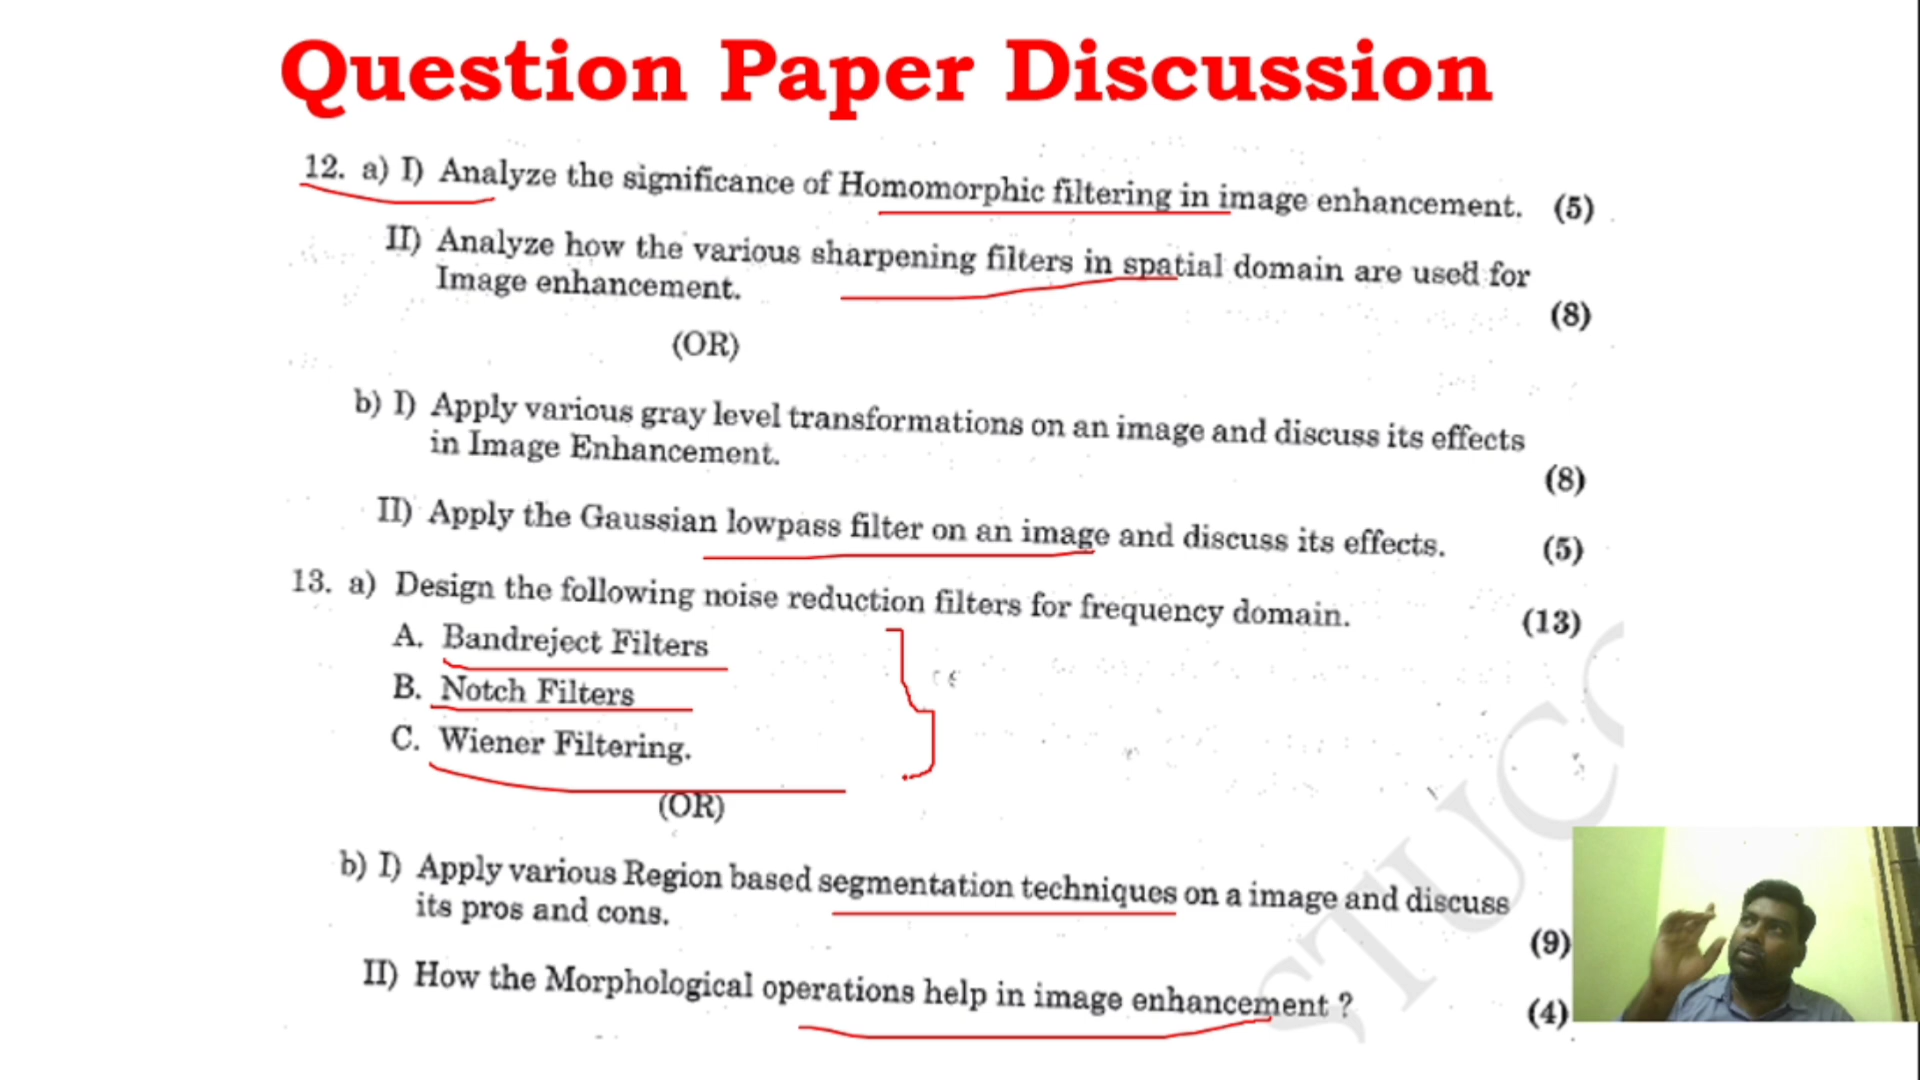 Question Paper Discussion
12. a) I) Analyze the significance of Homomorphic filtering in image enhancement. (5)
II) Analyze how the various sharpening filters in spatial domain are used for
Image enhancement.
(8)
(OR)
b) I) Apply various gray level transformations on an image and discuss its effects
in Image Enhancement.
(8)
II) Apply the Gaussian lowpass filter on an image and discuss its effects. (5)
13. a) Design the following noise reduction filters for frequency domain. (13)
A. Bandreject Filters
B. Notch Filters
C. Wiener Filtering.
(OR)
b) I) Apply various Region based segmentation techniques on a image and discuss
its pros and cons.
(9)
II) How the Morphological operations help in image enhancement ? (4)
STUC